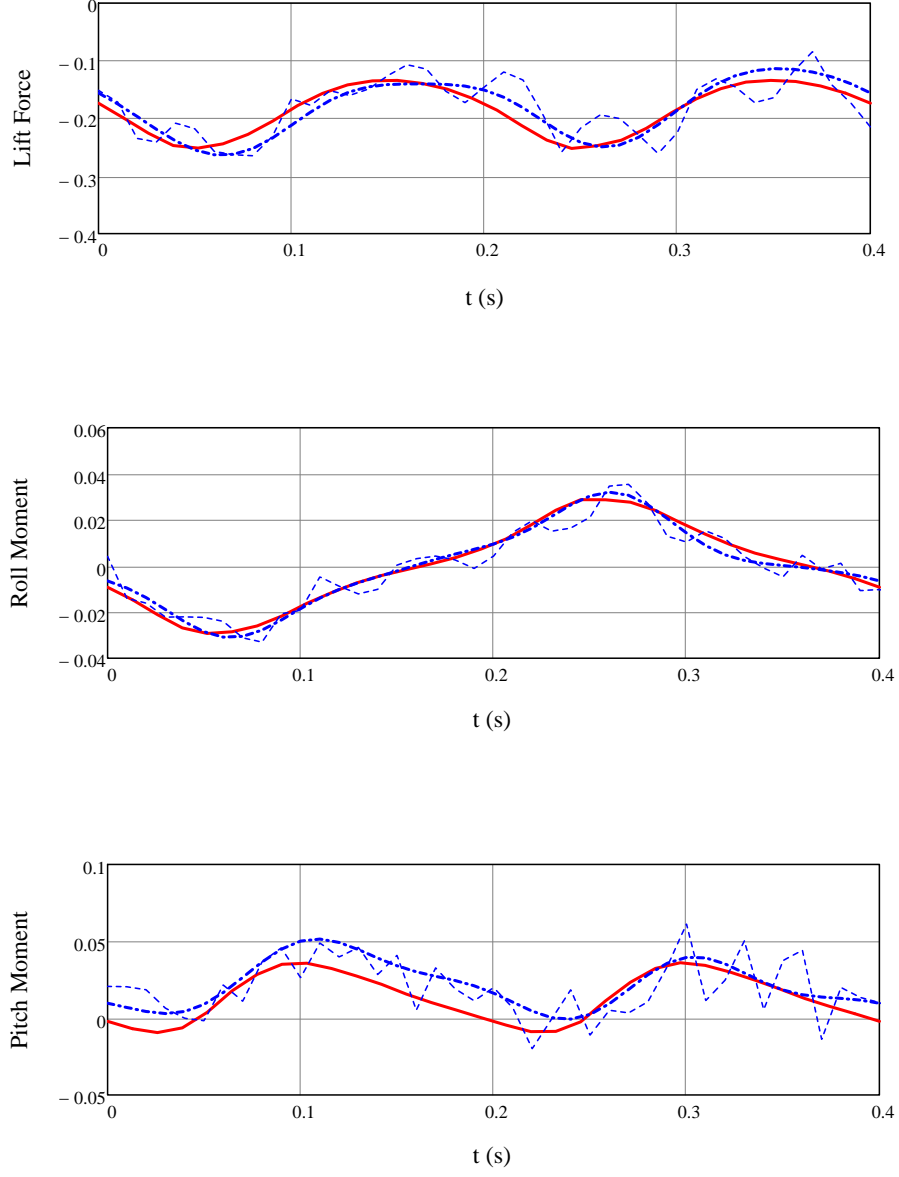 0
– 0.1
– 0.2
– 0.3
– 0.4
Lift Force
0 0.1 0.2 0.3 0.4
t (s)
0.06
0.04
0.02
0
– 0.02
– 0.04
Roll Moment
0 0.1 0.2 0.3 0.4
t (s)
0.1
0.05
0
– 0.05
Pitch Moment
0 0.1 0.2 0.3 0.4
t (s)